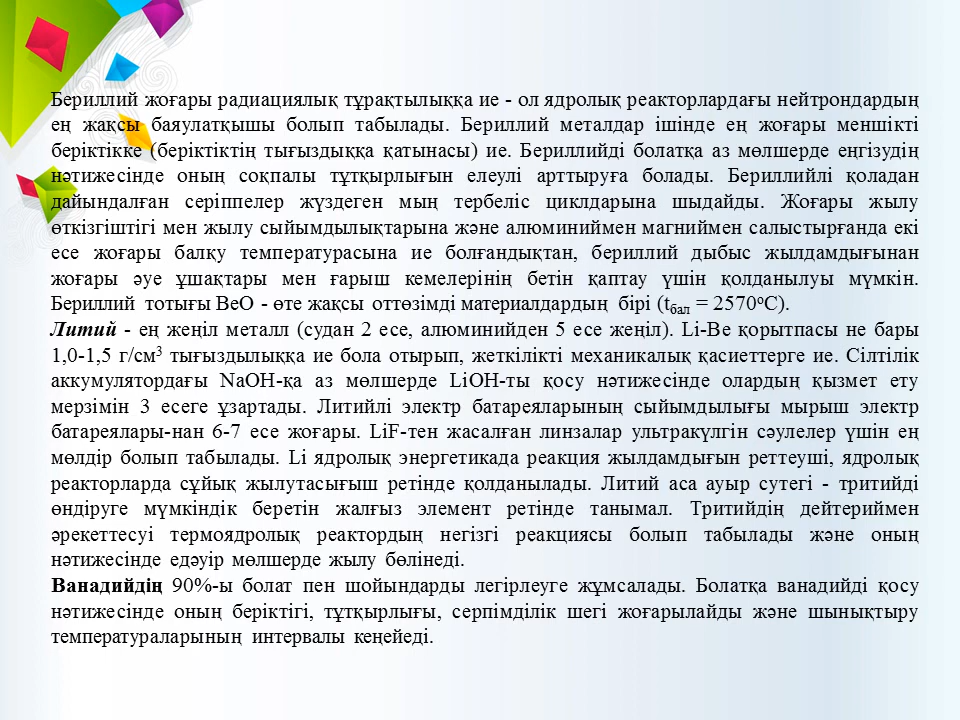 Бериллий жоғары радиациялық тұрақтылыққа ие - ол ядролық реакторлардағы нейтрондардың
ең жақсы баяулатқышы болып табылады. Бериллий металдар ішінде ең жоғары меншікті
беріктікке (беріктіктің тығыздыққа қатынасы) ие. Бериллийді болатқа аз мөлшерде еңгізудің
нәтижесінде оның соқпалы тұтқырлығын елеулі арттыруға болады. Бериллийлі қоладан
дайындалған серіппелер жүздеген мың тербеліс циклдарына шыдайды. Жоғары жылу
өткізгіштігі мен жылу сыйымдылықтарына және алюминиймен магниймен салыстырғанда екі
есе жоғары балқу температурасына ие болғандықтан, бериллий дыбыс жылдамдығынан
жоғары әуе ұшақтары мен ғарыш кемелерінің бетін қаптау үшін қолданылуы мүмкін.
Бериллий тотығы BeO - өте жақсы оттөзімді материалдардың бірі (tбал = 2570ºС).
Литий - ең жеңіл металл (судан 2 есе, алюминийден 5 есе жеңіл). Li-Be қорытпасы не бары
1,0-1,5 г/см³ тығыздылыққа ие бола отырып, жеткілікті механикалық қасиеттерге ие. Сілтілік
аккумулятордағы NaOH-қа аз мөлшерде LiOH-ты қосу нәтижесінде олардың қызмет ету
мерзімін 3 есеге ұзартады. Литийлі электр батареяларының сыйымдылығы мырыш электр
батареялары-нан 6-7 есе жоғары. LiF-тен жасалған линзалар ультракүлгін сәулелер үшін ең
мөлдір болып табылады. Li ядролық энергетикада реакция жылдамдығын реттеуші, ядролық
реакторларда сұйық жылутасығыш ретінде қолданылады. Литий аса ауыр сутегі - тритийді
өндіруге мүмкіндік беретін жалғыз элемент ретінде танымал. Тритийдің дейтериймен
әрекеттесуі термоядролық реактордың негізгі реакциясы болып табылады және оның
нәтижесінде едәуір мөлшерде жылу бөлінеді.
Ванадийдің 90%-ы болат пен шойындарды легірлеуге жұмсалады. Болатқа ванадийді қосу
нәтижесінде оның беріктігі, тұтқырлығы, серпімділік шегі жоғарылайды және шынықтыру
температураларының интервалы кеңейеді.